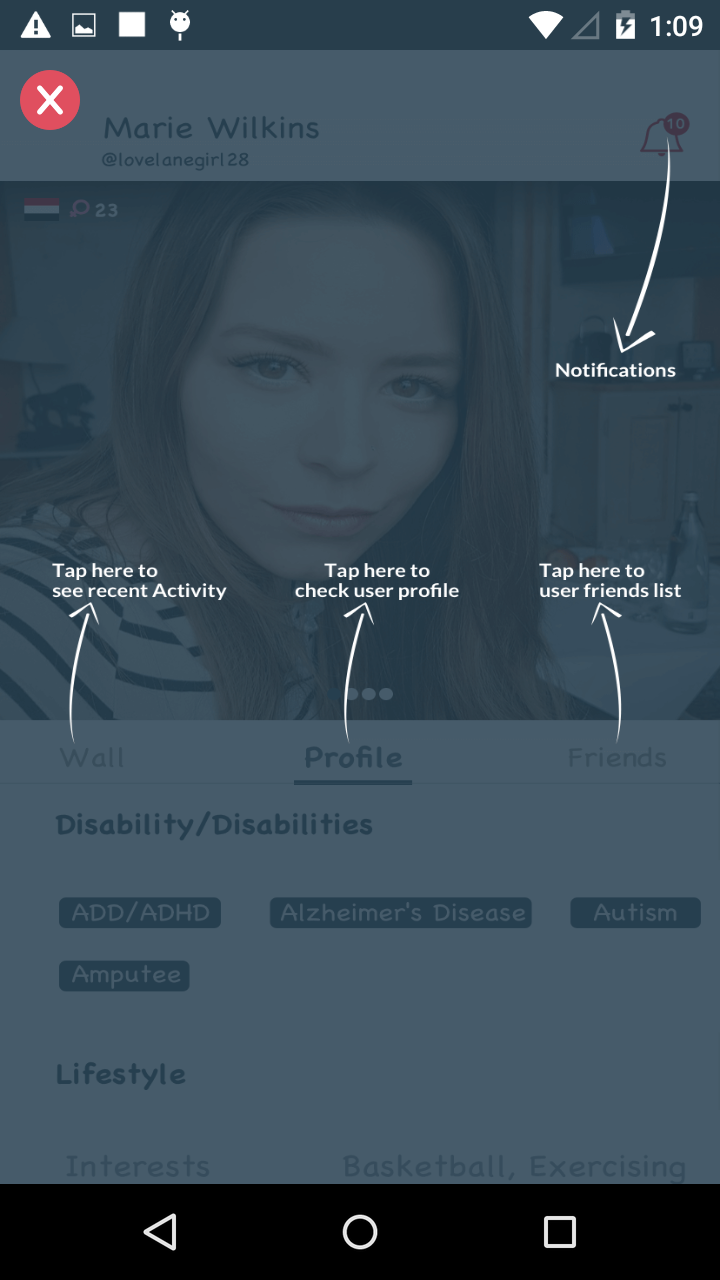 1:09
Marie Wilkins
@lovelanegirl28
10
23
Notifications
Tap here to
see recent Activity
Tap here to
check user profile
Tap here to
user friends list
Wall Profile Friends
Disability/Disabilities
ADD/ADHD Alzheimer's Disease Autism
Amputee
Lifestyle
Interests Basketball, Exercising